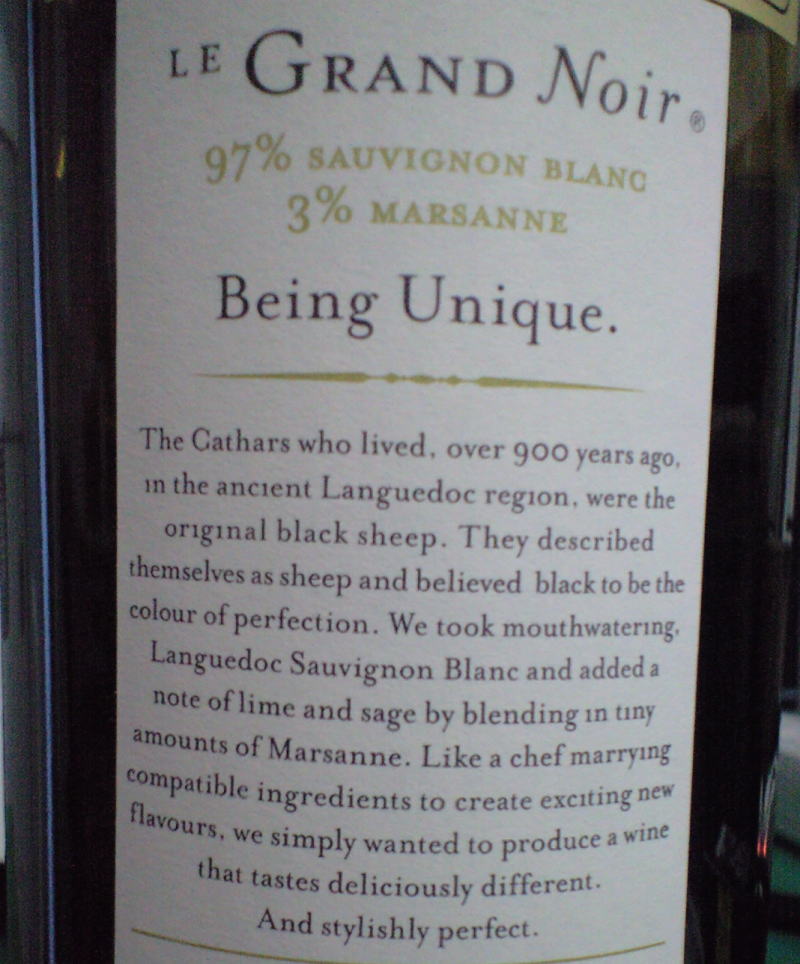 LE GRAND Noir®
97% SAUVIGNON BLANC
3% MARSANNE
Being Unique.
The Cathars who lived, over 900 years ago,
in the ancient Languedoc region, were the
original black sheep. They described
themselves as sheep and believed black to be the
colour of perfection. We took mouthwatering,
Languedoc Sauvignon Blanc and added a
note of lime and sage by blending in tiny
amounts of Marsanne. Like a chef marrying
compatible ingredients to create exciting new
flavours, we simply wanted to produce a wine
that tastes deliciously different.
And stylishly perfect.